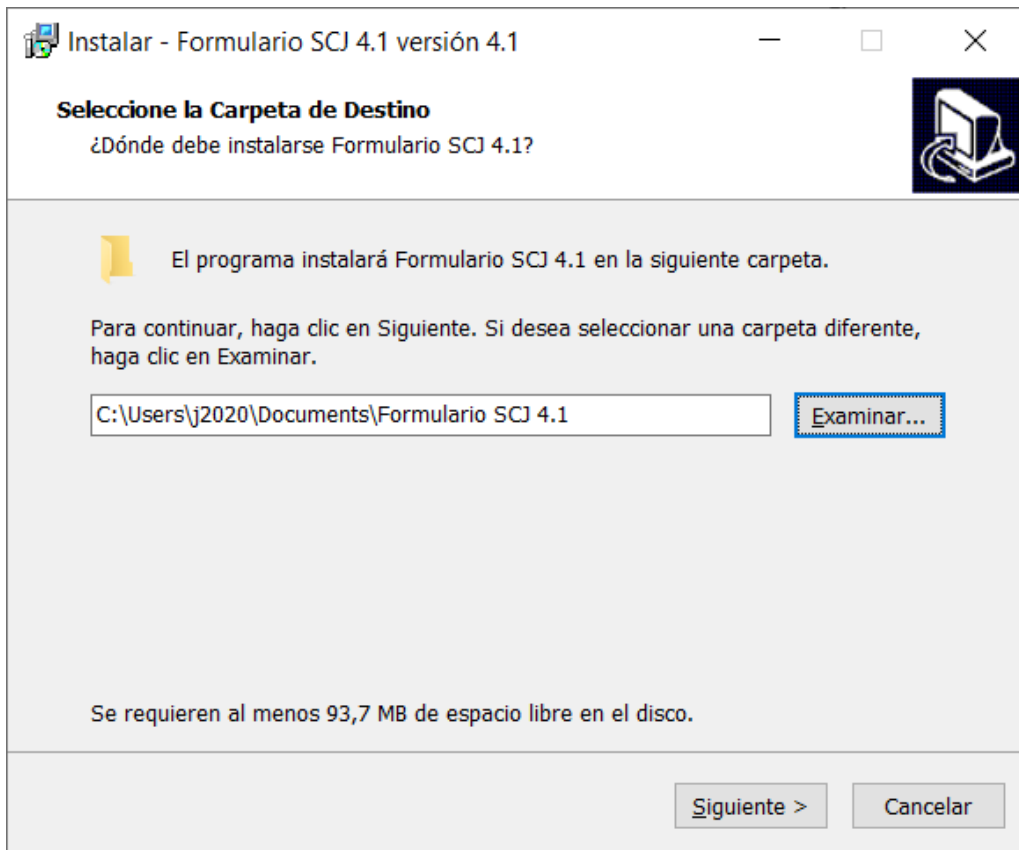 Instalar - Formulario SCJ 4.1 versión 4.1
Seleccione la Carpeta de Destino
¿Dónde debe instalarse Formulario SCJ 4.1?
El programa instalará Formulario SCJ 4.1 en la siguiente carpeta.
Para continuar, haga clic en Siguiente. Si desea seleccionar una carpeta diferente,
haga clic en Examinar.
C:\Users\j2020\Documents\Formulario SCJ 4.1
Examinar...
Se requieren al menos 93,7 MB de espacio libre en el disco.
Siguiente >
Cancelar